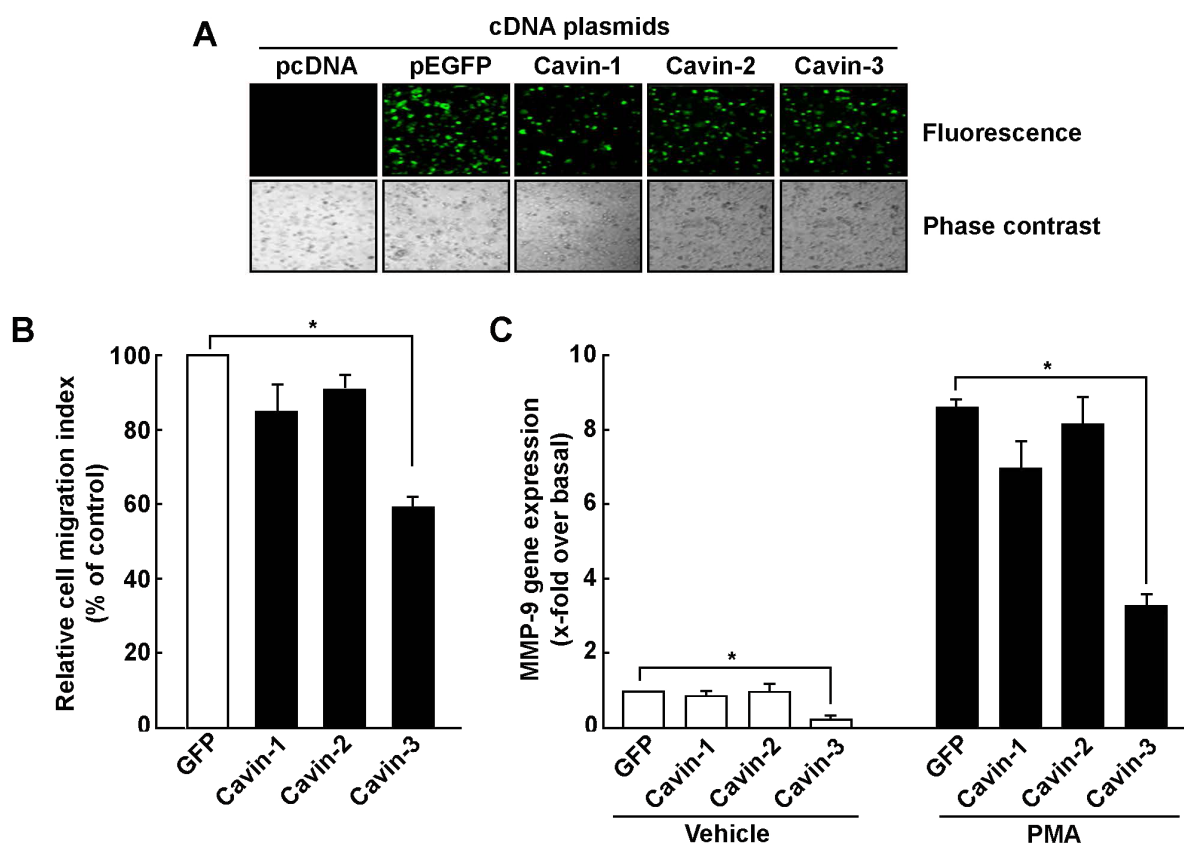 A
cDNA plasmids
pcDNA pEGFP Cavin-1 Cavin-2 Cavin-3
Fluorescence
Phase contrast
B
Relative cell migration index
(% of control)
100
80
60
40
20
0
*
GFP Cavin-1 Cavin-2 Cavin-3
C
MMP-9 gene expression
(x-fold over basal)
10
8
6
4
2
0
*
*
GFP Cavin-1 Cavin-2 Cavin-3 GFP Cavin-1 Cavin-2 Cavin-3
Vehicle PMA